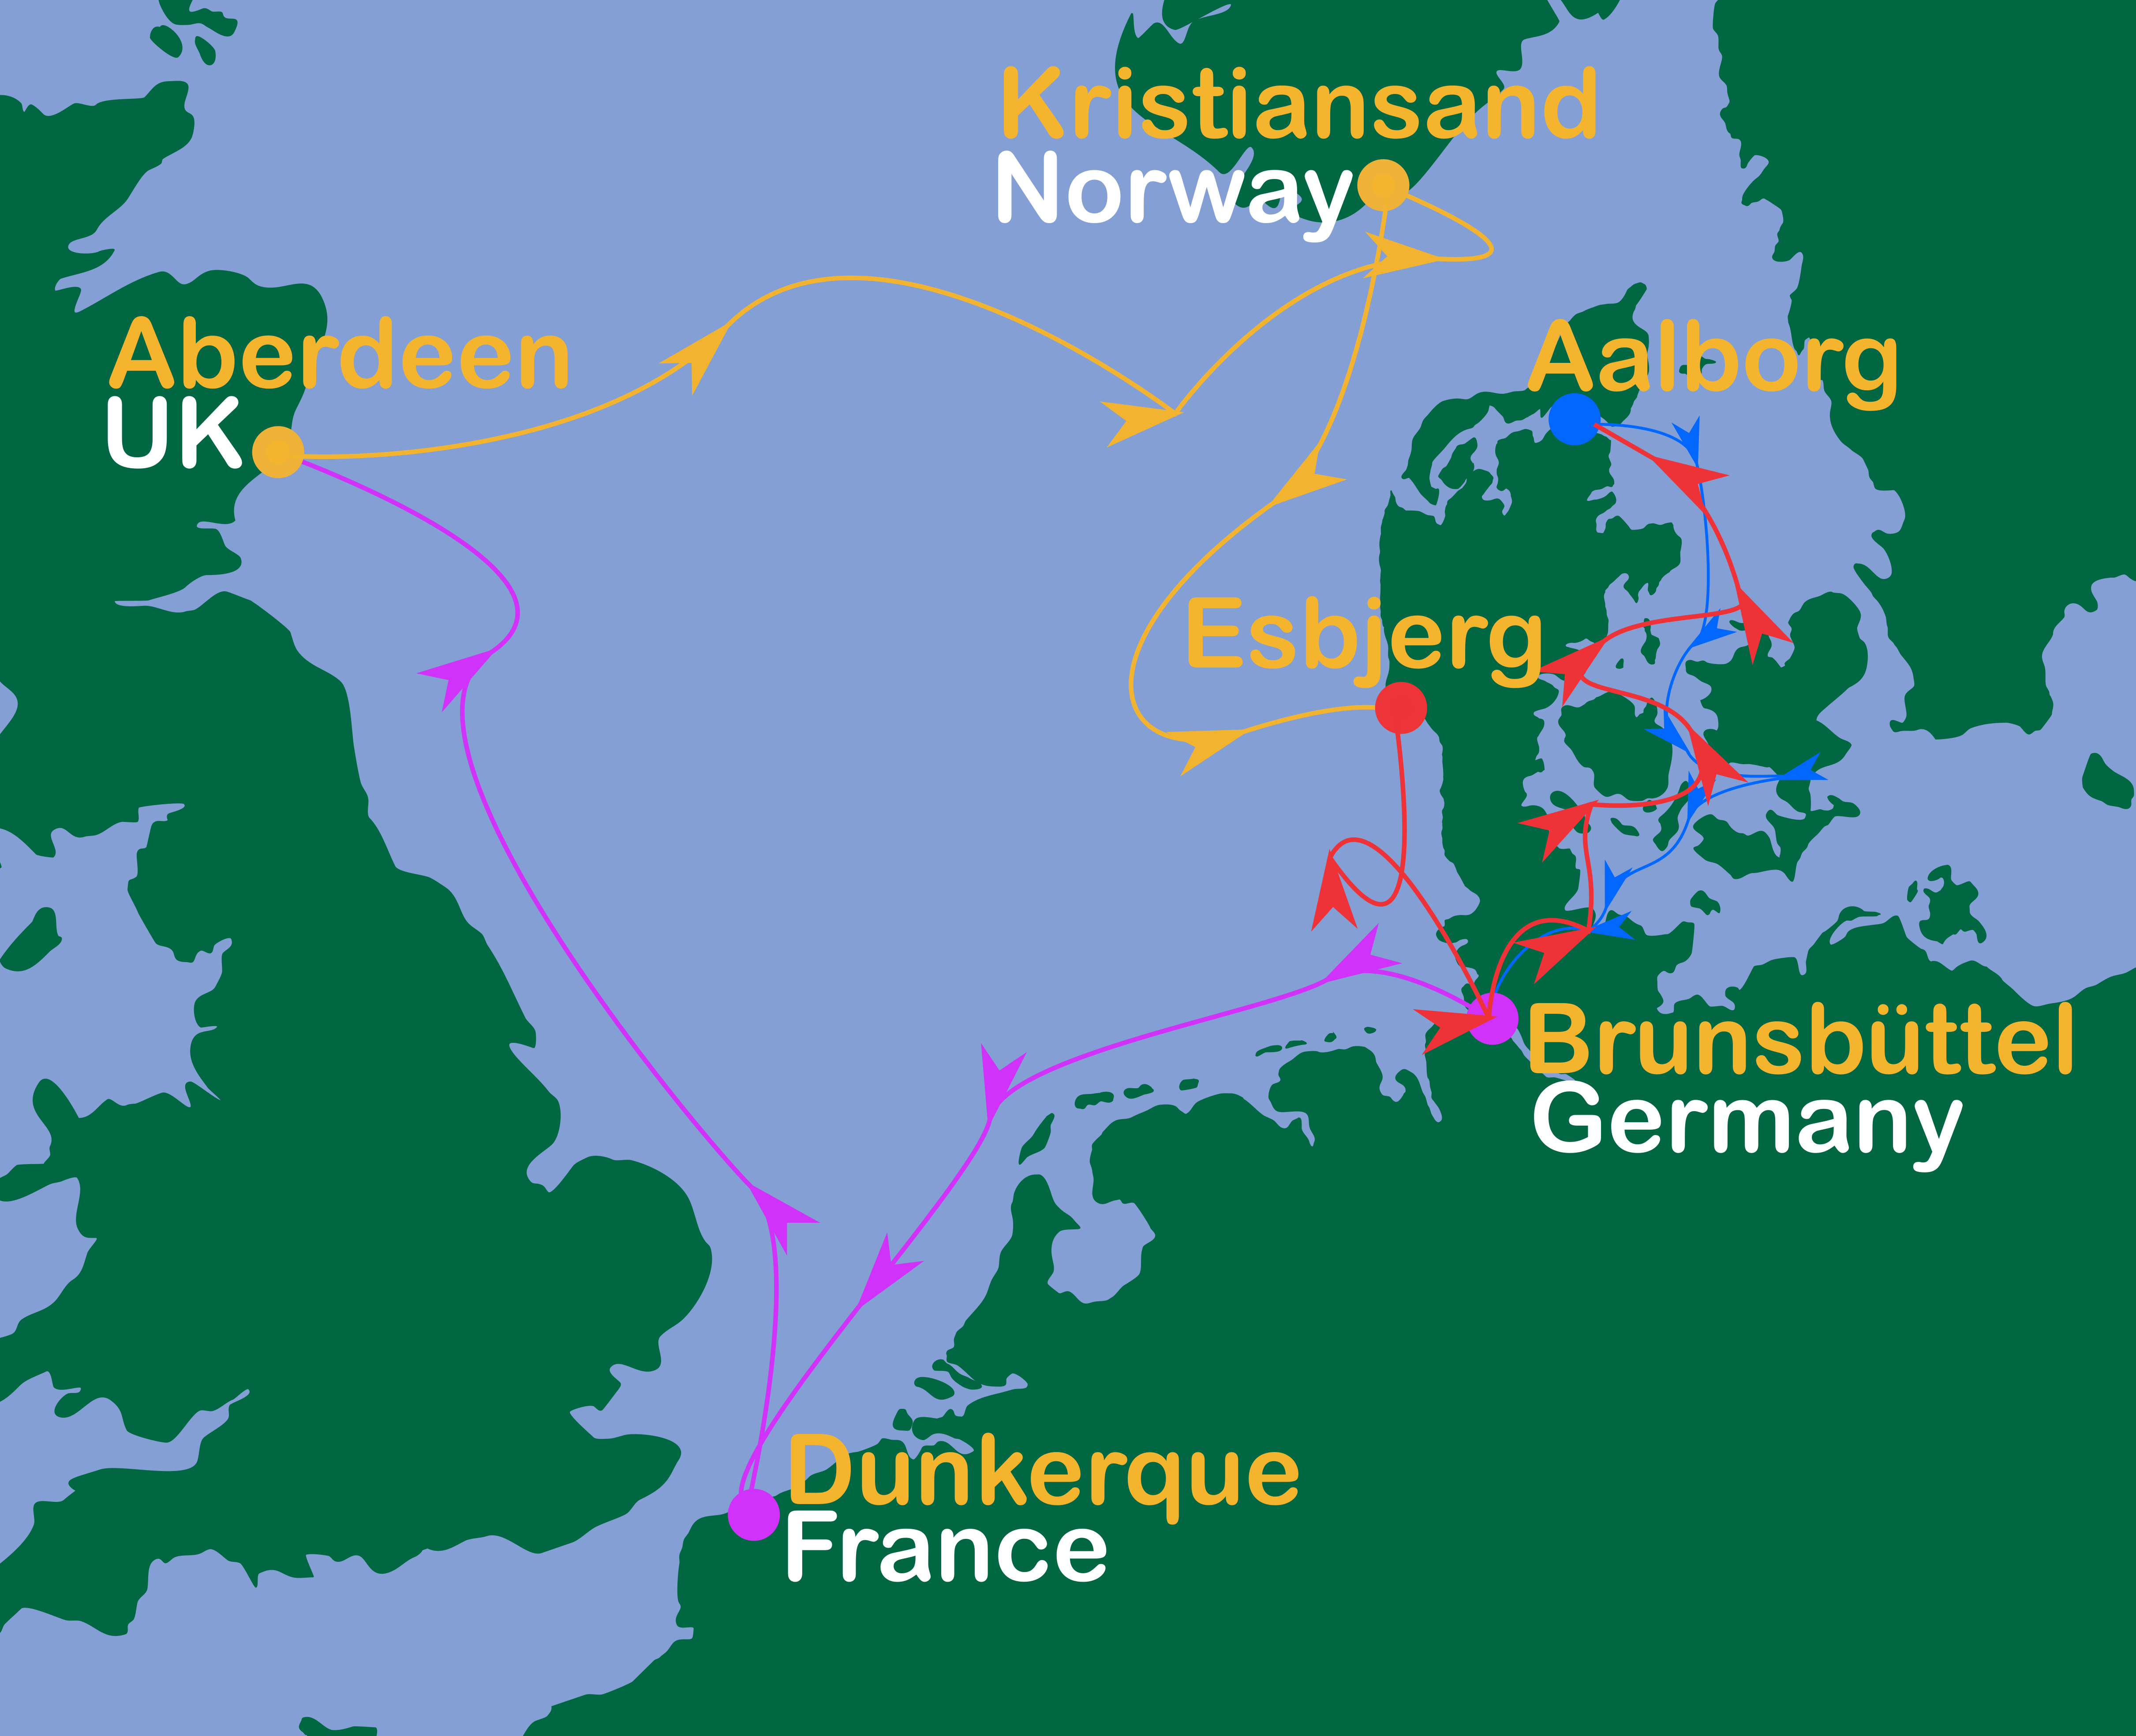 Kristiansand
Norway
Aberdeen
UK
Aalborg
Esbjerg
Brunsbüttel
Germany
Dunkerque
France